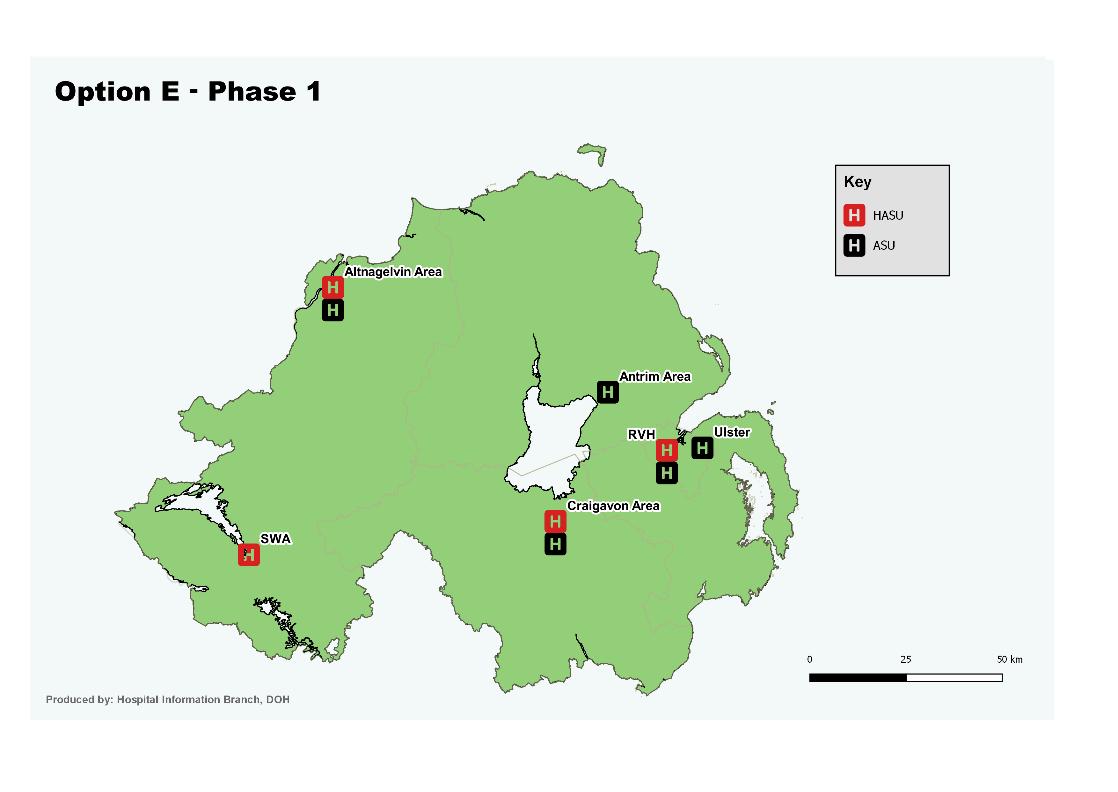 Option E - Phase 1
Key
H HASU
H ASU
Altnagelvin Area
H
H
Antrim Area
H
RVH
H
H
Ulster
H
Craigavon Area
H
H
SWA
H
0 25 50 km
Produced by: Hospital Information Branch, DOH